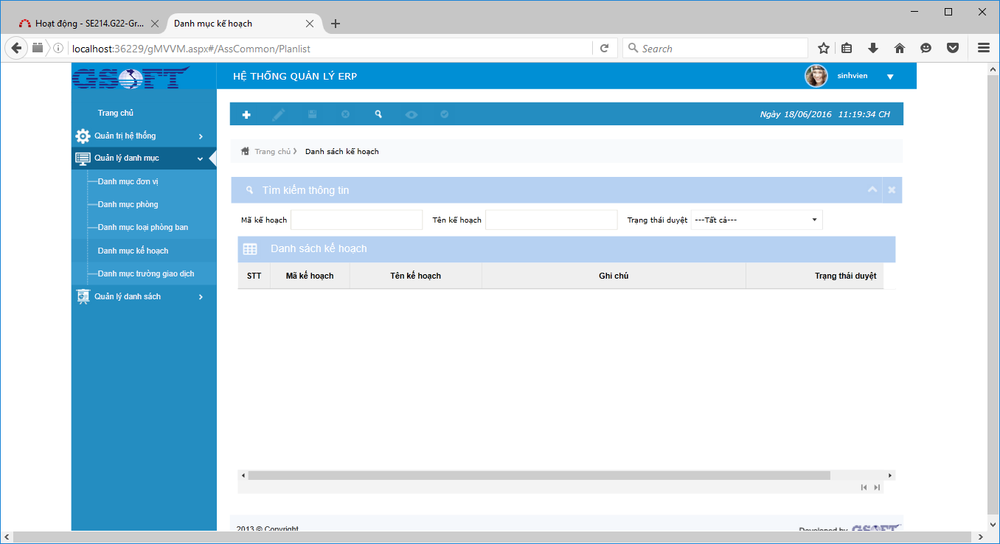 Hoạt động - SE214.G22-Gr...
Danh mục kế hoạch
localhost:36229/gMVVM.aspx#/AssCommon/Planlist
Search
GSOFT
HỆ THỐNG QUẢN LÝ ERP
sinhvien
Trang chủ
Quản trị hệ thống
Quản lý danh mục
Danh mục đơn vị
Danh mục phòng
Danh mục loại phòng ban
Danh mục kế hoạch
Danh mục trường giao dịch
Quản lý danh sách
Ngày 18/06/2016 11:19:34 CH
Trang chủ
Danh sách kế hoạch
Tìm kiếm thông tin
Mã kế hoạch
Tên kế hoạch
Trạng thái duyệt
---Tất cả---
Danh sách kế hoạch
STT
Mã kế hoạch
Tên kế hoạch
Ghi chú
Trạng thái duyệt
2013 © Copyright
Developed by GSOFT